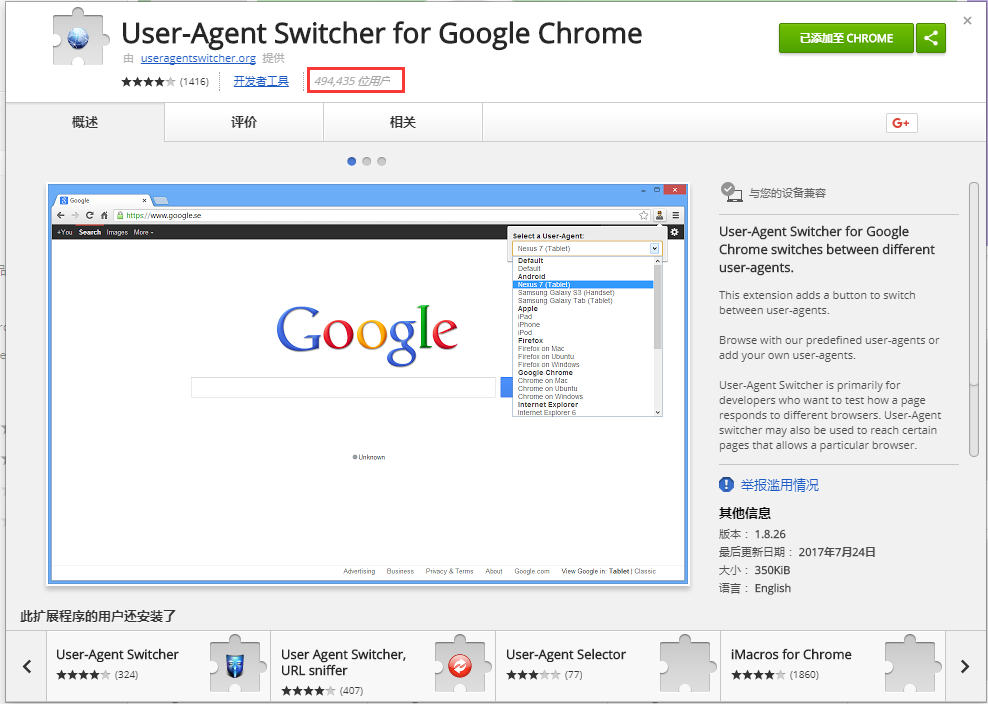 User-Agent Switcher for Google Chrome
已添加至 CHROME
由 useragentswitcher.org 提供
(1416)
开发者工具
494,435 位用户
概述
评价
相关
G+
Google
https://www.google.se
+You Search Images More
Select a User-Agent:
Nexus 7 (Tablet)
Default
Default
Android
Nexus 7 (Tablet)
Samsung Galaxy S3 (Handset)
Samsung Galaxy Tab (Tablet)
Apple
iPad
iPhone
iPod
Firefox
Firefox on Mac
Firefox on Ubuntu
Firefox on Windows
Google Chrome
Chrome on Mac
Chrome on Ubuntu
Chrome on Windows
Internet Explorer
Internet Explorer 6
Google
Unknown
Advertising Business Privacy & Terms About Google.com View Google in: Tablet | Classic
与您的设备兼容
User-Agent Switcher for Google
Chrome switches between different
user-agents.
This extension adds a button to switch
between user-agents.
Browse with our predefined user-agents or
add your own user-agents.
User-Agent Switcher is primarily for
developers who want to test how a page
responds to different browsers. User-Agent
switcher may also be used to reach certain
pages that allows a particular browser.
举报滥用情况
其他信息
版本： 1.8.26
最后更新日期： 2017年7月24日
大小： 350KiB
语言： English
此扩展程序的用户还安装了
User-Agent Switcher
(324)
User Agent Switcher,
URL sniffer
(407)
User-Agent Selector
(77)
iMacros for Chrome
(1860)